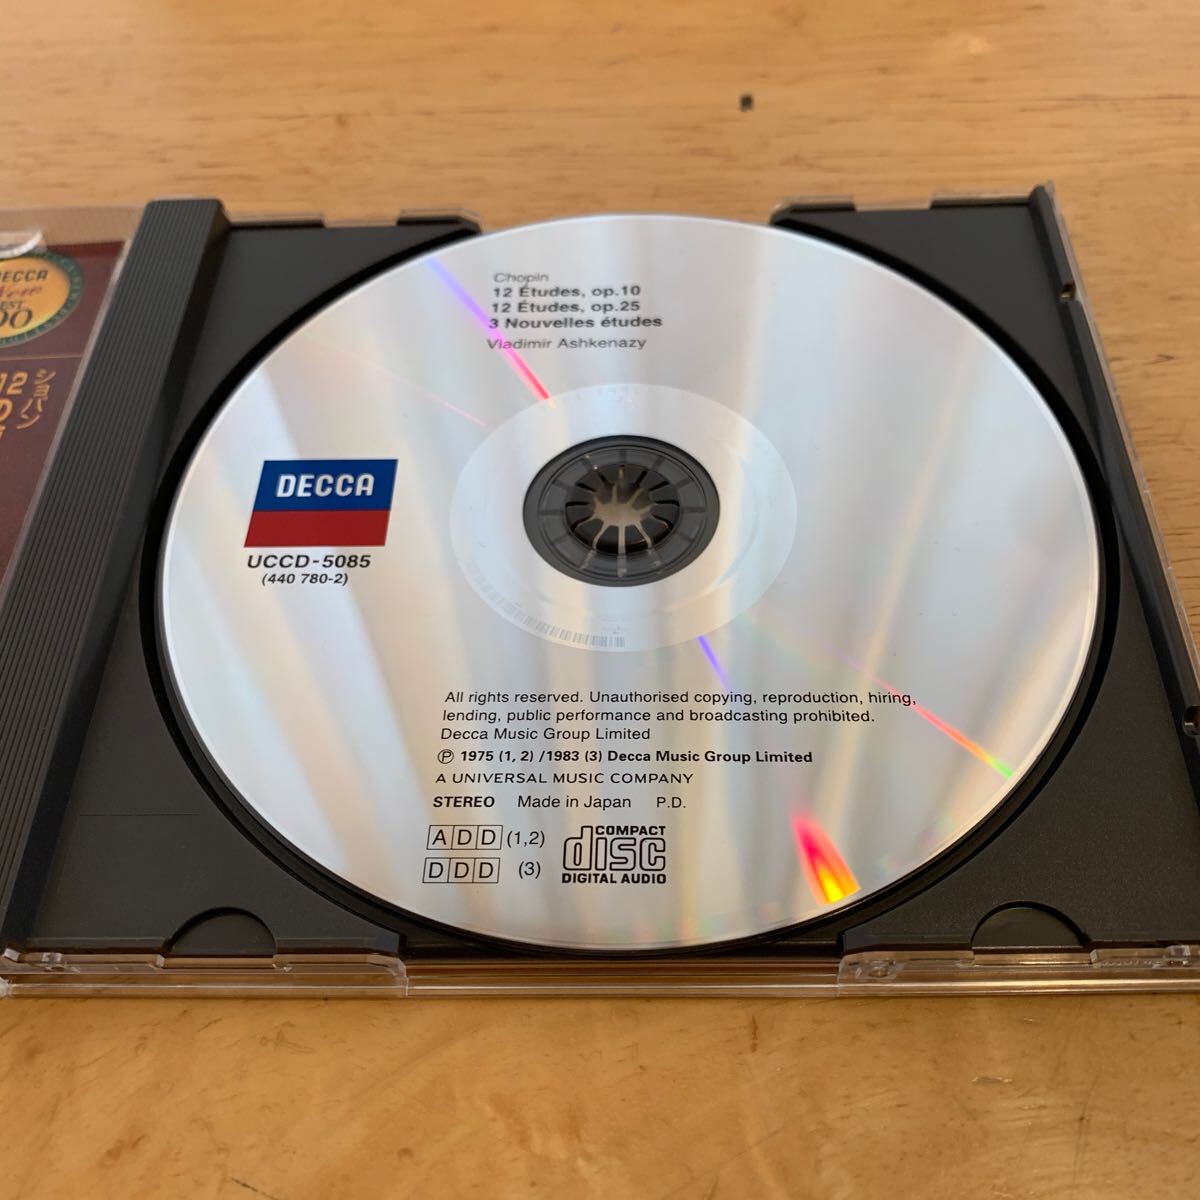 Chopin
12 Études, op.10
12 Études, op.25
3 Nouvelles études
Vladimir Ashkenazy
DECCA
UCCD-5085
(440 780-2)
All rights reserved. Unauthorised copying, reproduction, hiring,
lending, public performance and broadcasting prohibited.
Decca Music Group Limited
Ⓟ 1975 (1, 2) /1983 (3) Decca Music Group Limited
A UNIVERSAL MUSIC COMPANY
STEREO Made in Japan P.D.
ADD (1,2)
DDD (3)
COMPACT
disc
DIGITAL AUDIO
DECCA
ショパン
12